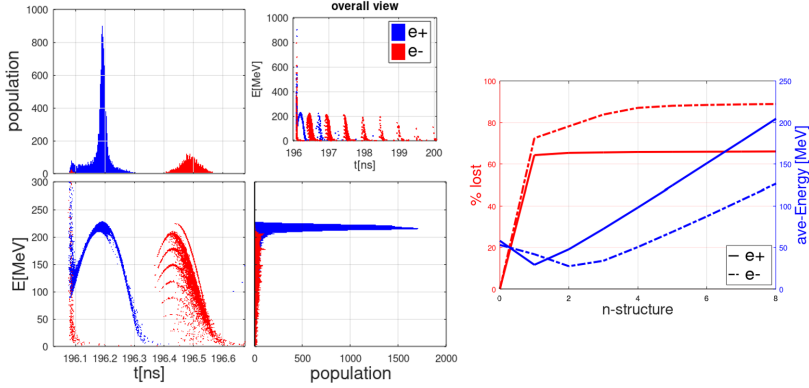 overall view
1000
800
600
400
200
0
population
1000
800
600
400
200
0
E[MeV]
e+
e-
196 197 198 199 200
t[ns]
300
250
200
150
100
50
0
E[MeV]
196.1 196.2 196.3 196.4 196.5 196.6
t[ns]
0 500 1000 1500 2000
population
100
80
60
40
20
0
% lost
250
200
150
100
50
0
ave-Energy [MeV]
e+
e-
0 2 4 6 8
n-structure